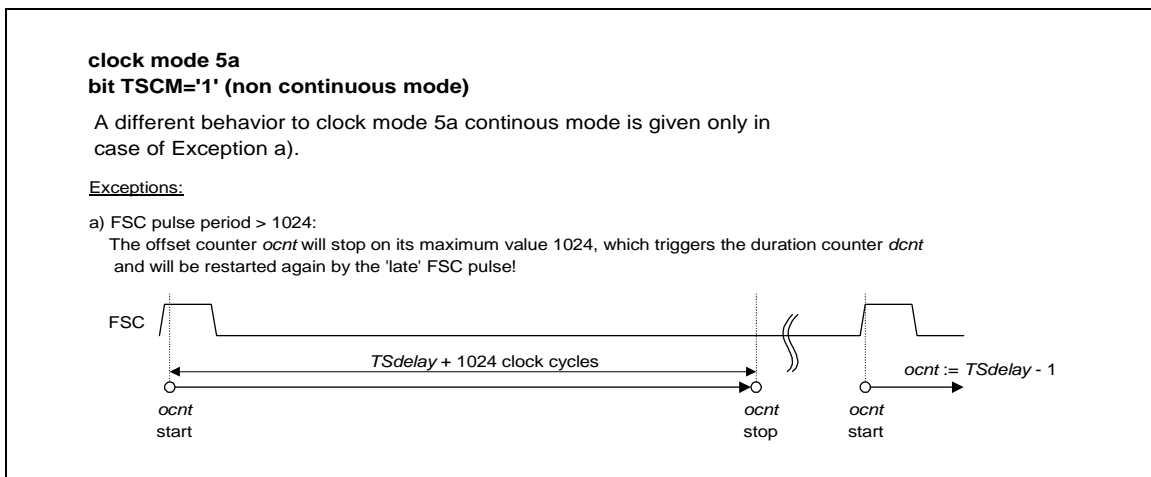 clock mode 5a
bit TSCM='1' (non continuous mode)
A different behavior to clock mode 5a continous mode is given only in
case of Exception a).
Exceptions:
a) FSC pulse period > 1024:
The offset counter ocnt will stop on its maximum value 1024, which triggers the duration counter dcnt
and will be restarted again by the 'late' FSC pulse!
FSC
TSdelay + 1024 clock cycles
ocnt := TSdelay - 1
ocnt ocnt ocnt
start stop start